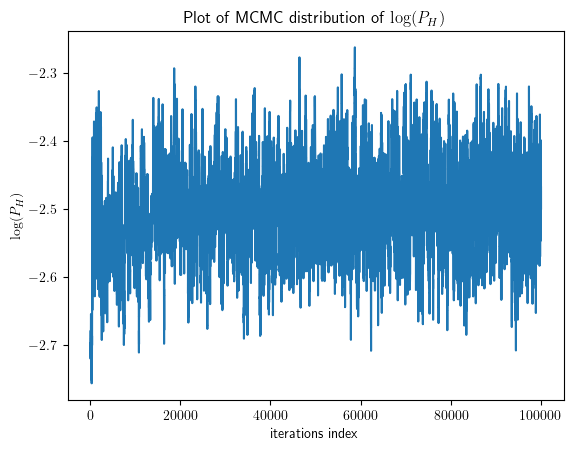 Plot of MCMC distribution of log(P_H)
−2.3
−2.4
−2.5
−2.6
−2.7
log(P_H)
0 20000 40000 60000 80000 100000
iterations index